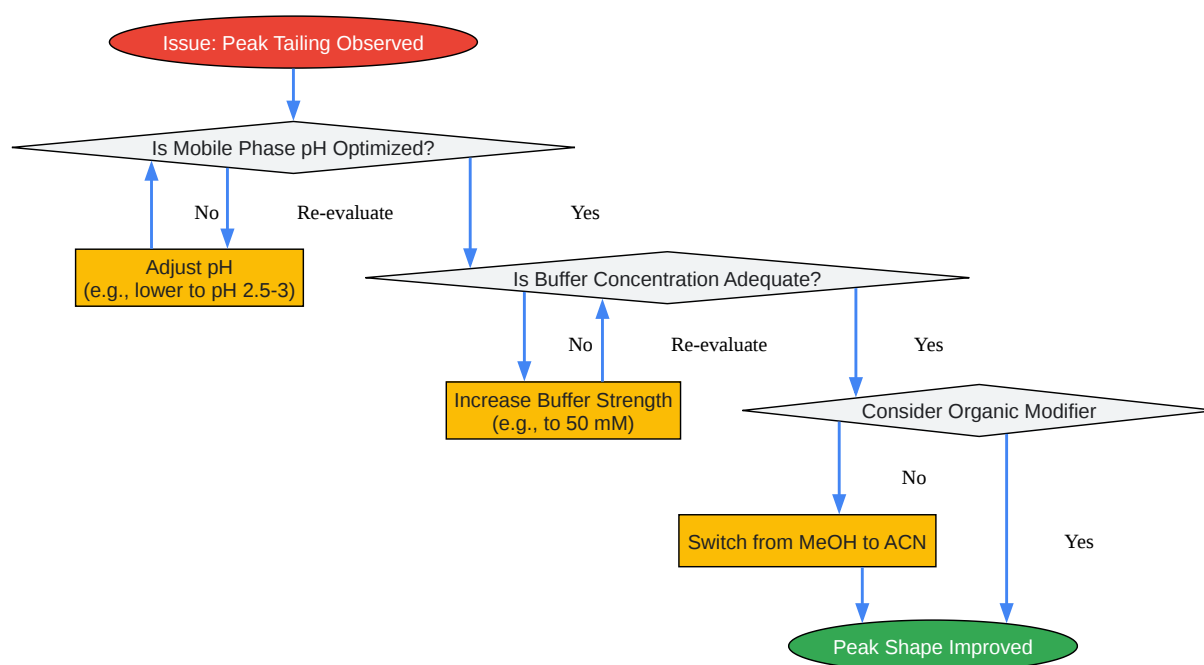 Issue: Peak Tailing Observed
Is Mobile Phase pH Optimized?
No
Re-evaluate
Yes
Adjust pH
(e.g., lower to pH 2.5-3)
Is Buffer Concentration Adequate?
No
Re-evaluate
Yes
Increase Buffer Strength
(e.g., to 50 mM)
Consider Organic Modifier
No
Switch from MeOH to ACN
Yes
Peak Shape Improved